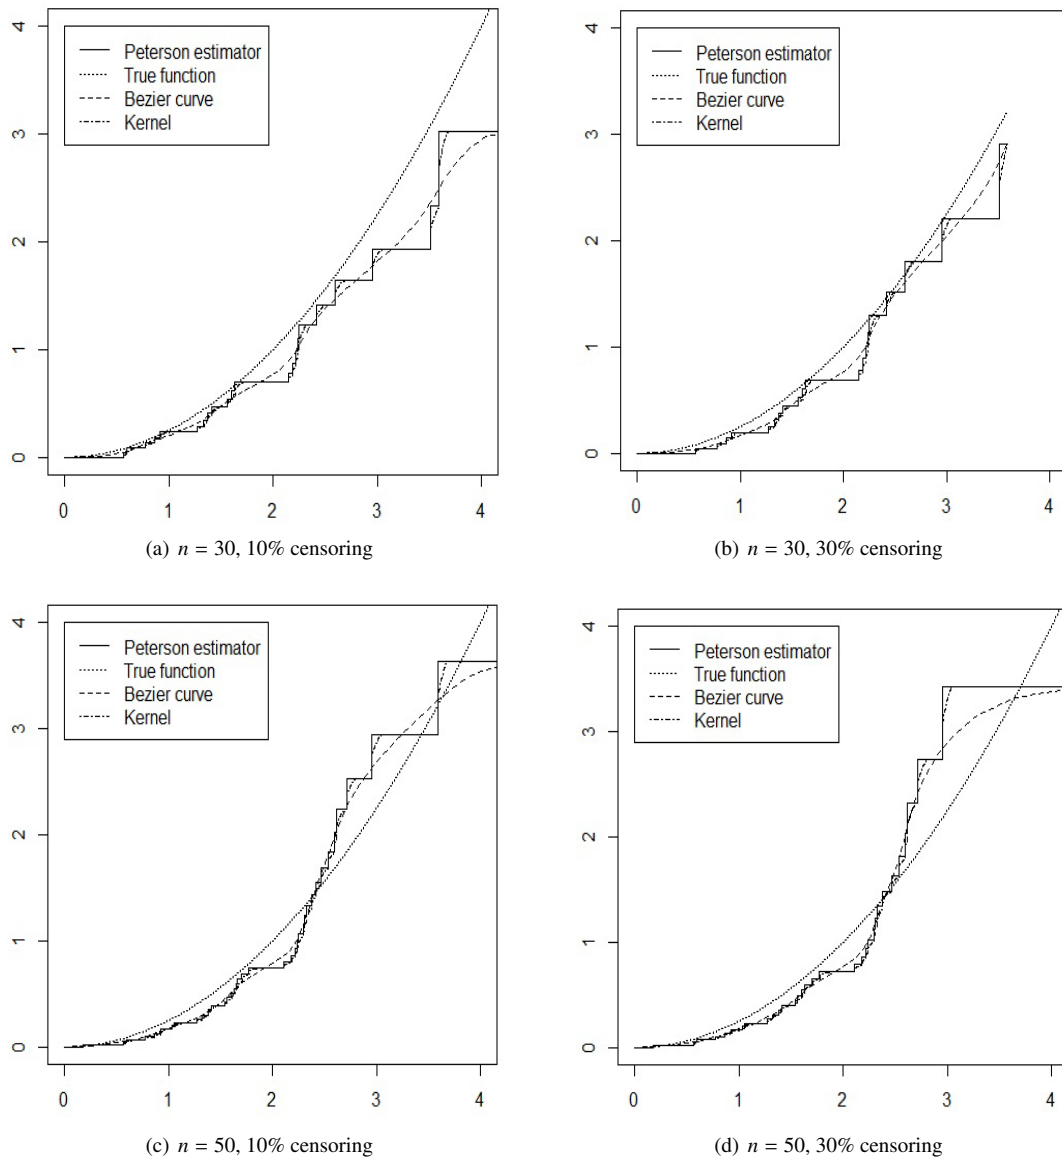 4
3
2
1
0
Peterson estimator
True function
Bezier curve
Kernel
0 1 2 3 4
(a) n = 30, 10% censoring
4
3
2
1
0
Peterson estimator
True function
Bezier curve
Kernel
0 1 2 3 4
(b) n = 30, 30% censoring
4
3
2
1
0
Peterson estimator
True function
Bezier curve
Kernel
0 1 2 3 4
(c) n = 50, 10% censoring
4
3
2
1
0
Peterson estimator
True function
Bezier curve
Kernel
0 1 2 3 4
(d) n = 50, 30% censoring